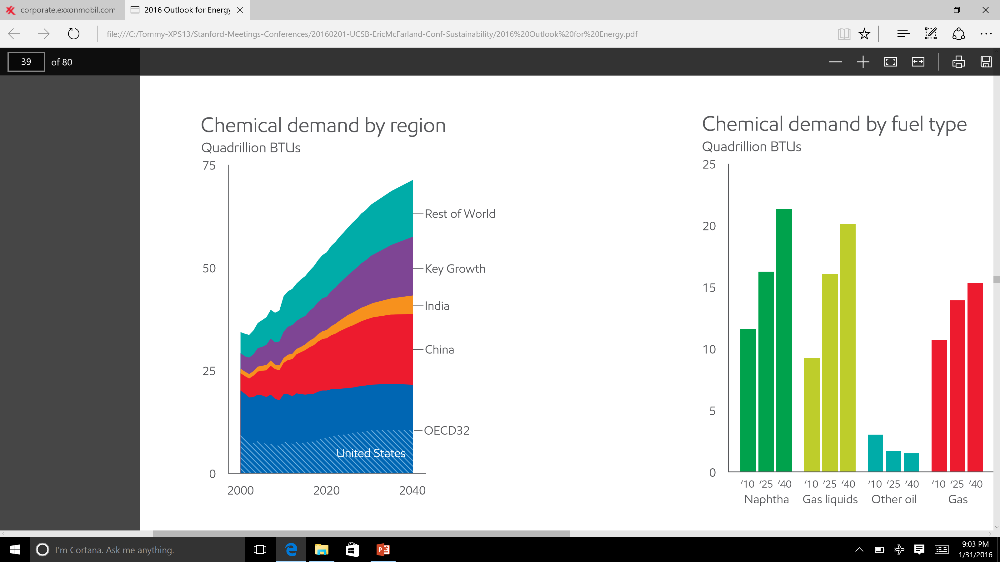 corporate.exxonmobil.com
2016 Outlook for Energy
file:///C:/Tommy-XPS13/Stanford-Meetings-Conferences/20160201-UCSB-EricMcFarland-Conf-Sustainability/2016%20Outlook%20for%20Energy.pdf
39 of 80
Chemical demand by region
Quadrillion BTUs
75
50
25
0
Rest of World
Key Growth
India
China
OECD32
United States
2000 2020 2040
Chemical demand by fuel type
Quadrillion BTUs
25
20
15
10
5
0
‘10 ‘25 ‘40 ‘10 ‘25 ‘40 ‘10 ‘25 ‘40 ‘10 ‘25 ‘40
Naphtha Gas liquids Other oil Gas
I'm Cortana. Ask me anything.
9:03 PM
1/31/2016